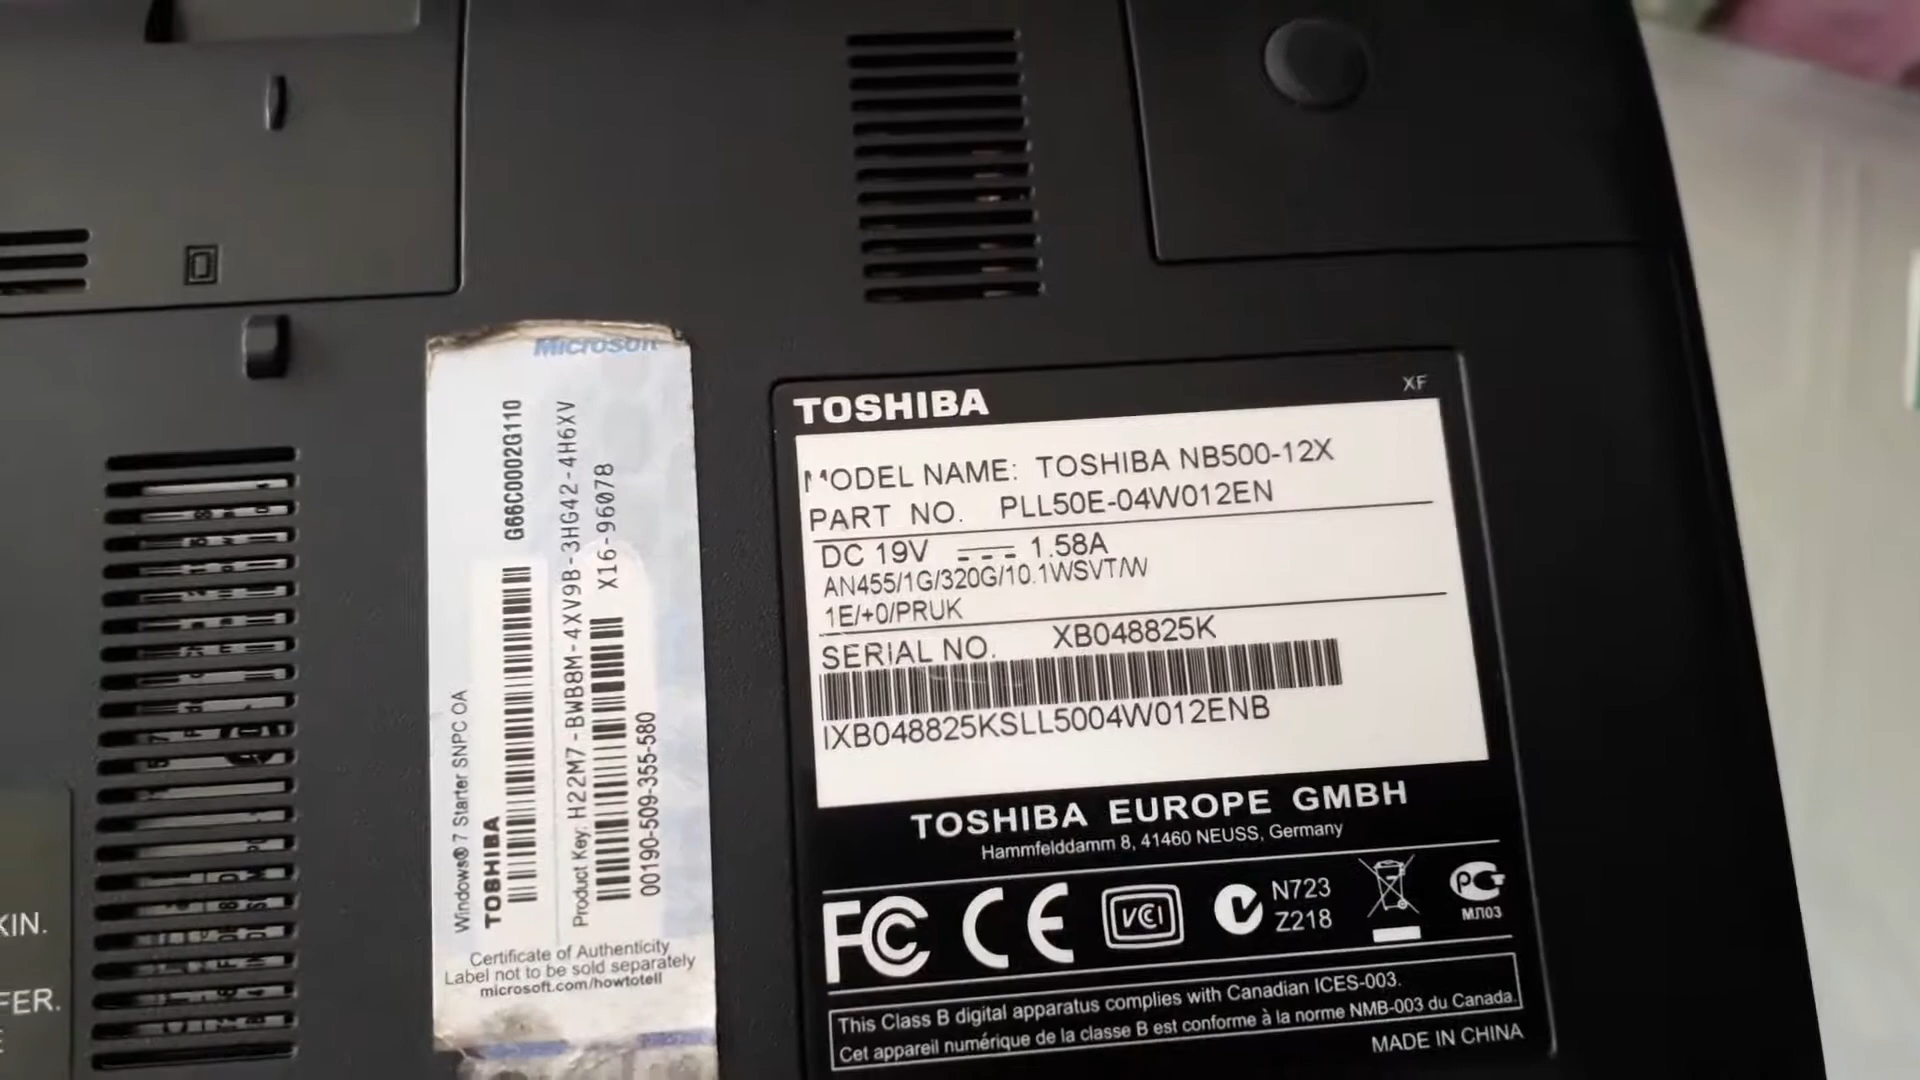 Microsoft
G66C0002G110
Windows® 7 Starter SNPC OA
TOSHIBA
Product Key: H22M7-BWB8M-4XV9B-3HG42-4H6XV
X16-96078
00190-509-355-580
Certificate of Authenticity
Label not to be sold separately
microsoft.com/howtotell
KIN.
FER.
TOSHIBA
XF
MODEL NAME: TOSHIBA NB500-12X
PART NO. PLL50E-04W012EN
DC 19V 1.58A
AN455/1G/320G/10.1WSVT/W
1E/+0/PRUK
SERIAL NO. XB048825K
IXB048825KSLL5004W012ENB
TOSHIBA EUROPE GMBH
Hammfelddamm 8, 41460 NEUSS, Germany
FC CE VCI N723
Z218
PC
МЛ03
This Class B digital apparatus complies with Canadian ICES-003.
Cet appareil numérique de la classe B est conforme à la norme NMB-003 du Canada.
MADE IN CHINA